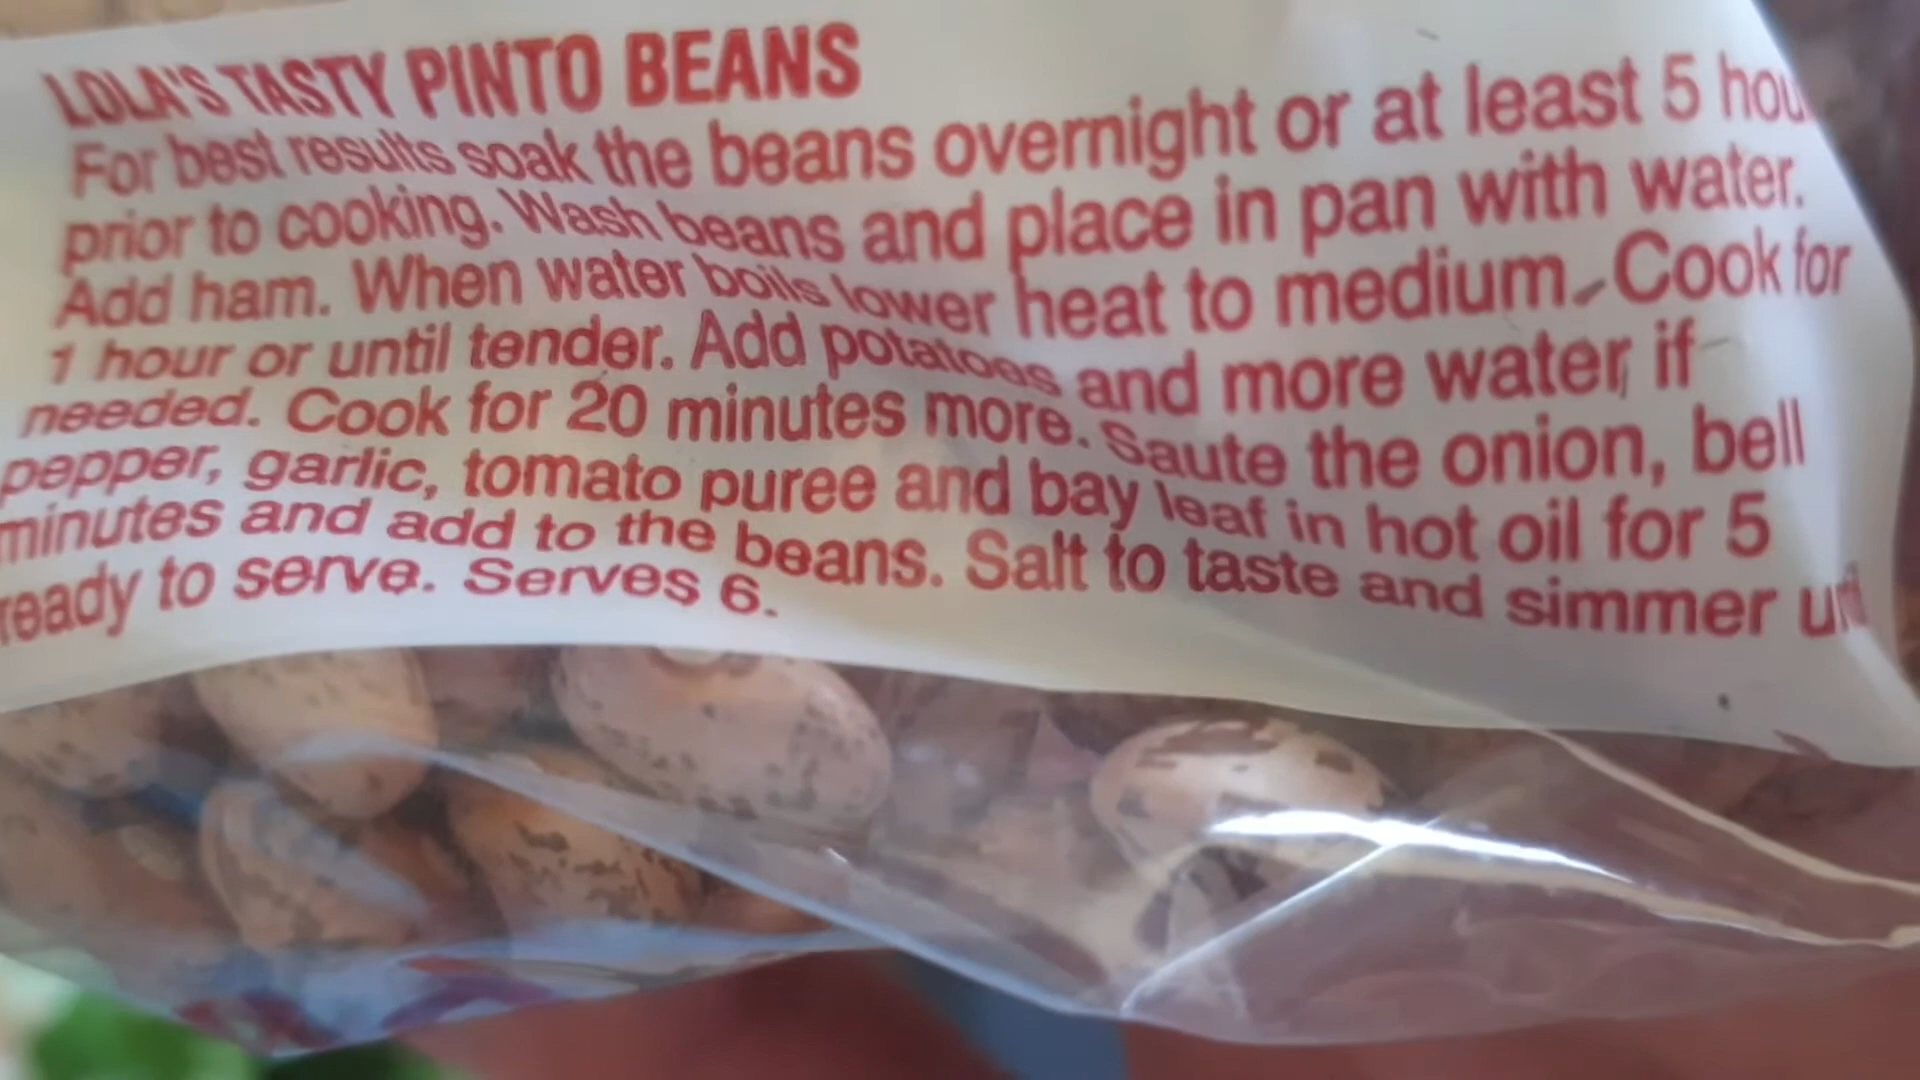 LOLA'S TASTY PINTO BEANS
For best results soak the beans overnight or at least 5 hou
prior to cooking. Wash beans and place in pan with water.
Add ham. When water boils lower heat to medium. Cook for
1 hour or until tender. Add potatoes and more water, if
needed. Cook for 20 minutes more. Saute the onion, bell
pepper, garlic, tomato puree and bay leaf in hot oil for 5
minutes and add to the beans. Salt to taste and simmer unti
ready to serve. Serves 6.